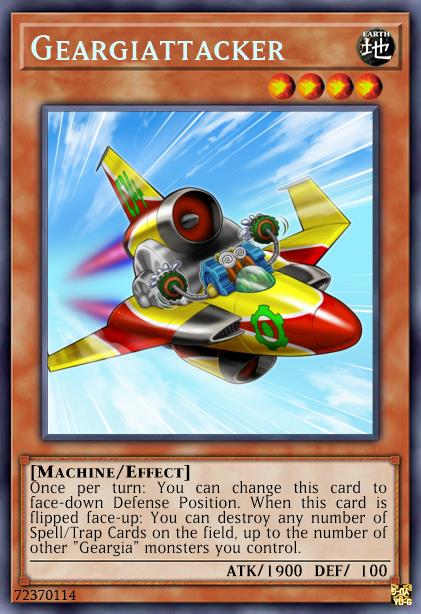 GEARGIATTACKER
EARTH
地
[MACHINE/EFFECT]
Once per turn: You can change this card to
face-down Defense Position. When this card is
flipped face-up: You can destroy any number of
Spell/Trap Cards on the field, up to the number of
other "Geargia" monsters you control.
ATK/1900 DEF/ 100
72370114